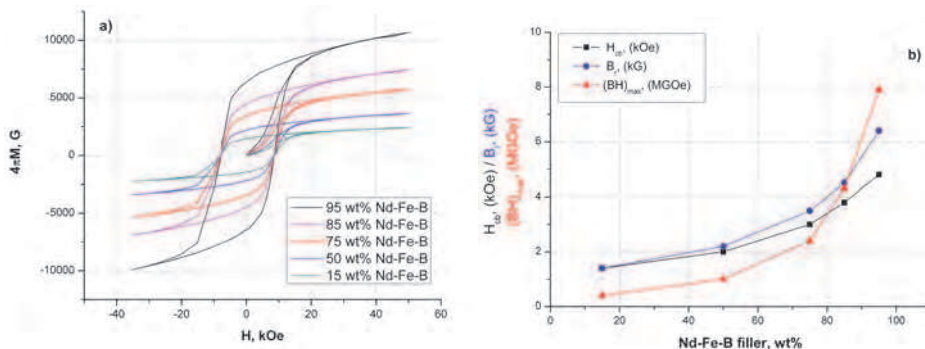 a)
4πM, G
10000
5000
0
-5000
-10000
-40
-20
0
20
40
60
H, kOe
95 wt% Nd-Fe-B
85 wt% Nd-Fe-B
75 wt% Nd-Fe-B
50 wt% Nd-Fe-B
15 wt% Nd-Fe-B
b)
H_cb, (kOe) / B_r, (kG)
(BH)_max, (MGOe)
10
8
6
4
2
0
20
40
60
80
100
Nd-Fe-B filler, wt%
H_cb, (kOe)
B_r, (kG)
(BH)_max, (MGOe)